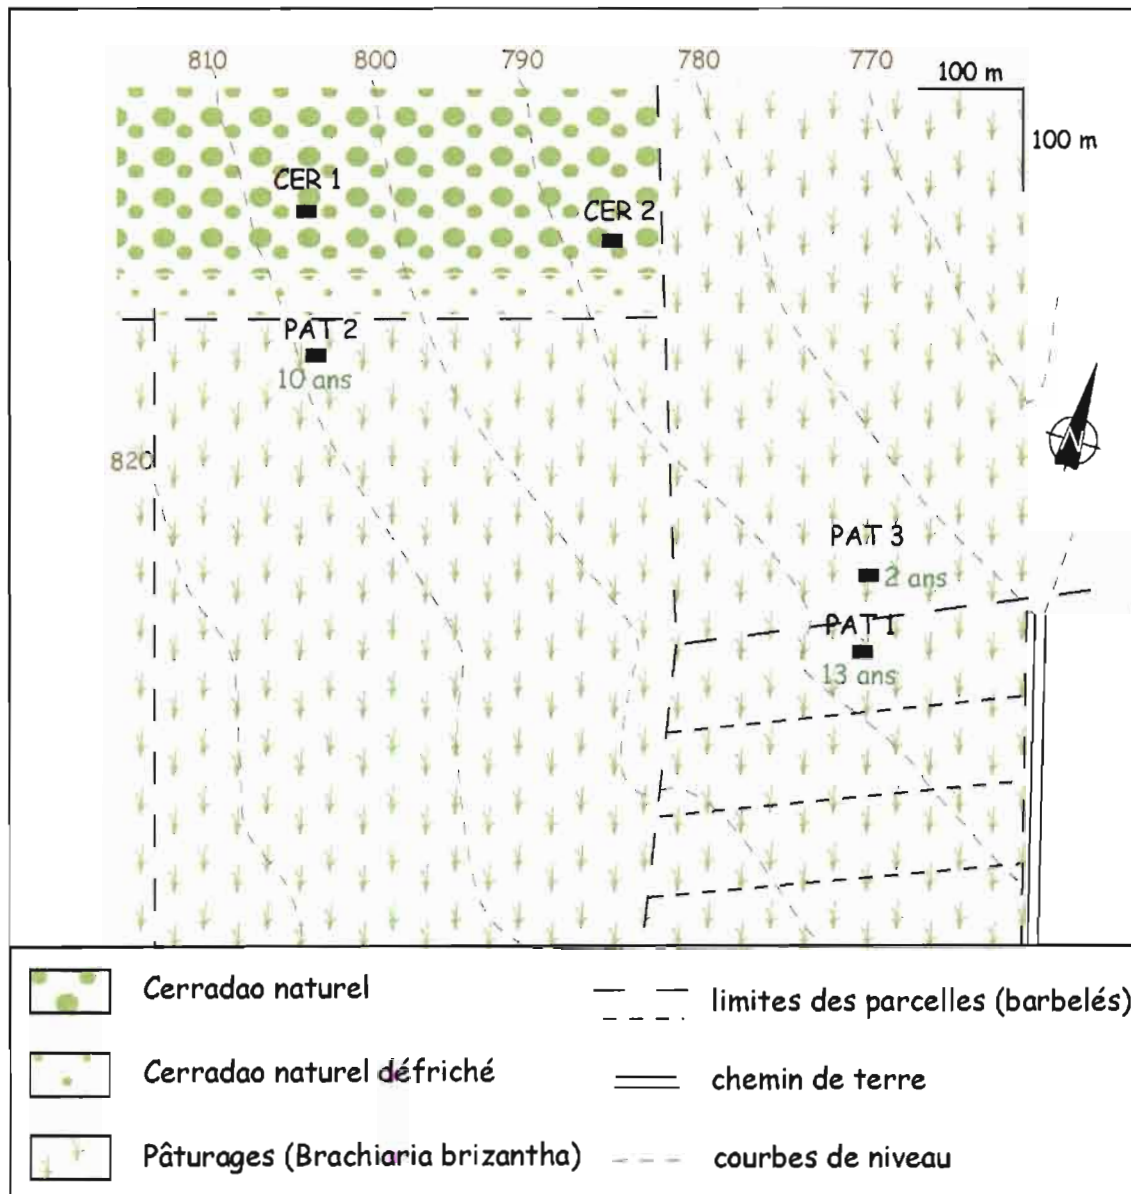 810 800 790 780 770
100 m
100 m
CER 1
CER 2
PAT 2
10 ans
820
N
PAT 3
2 ans
PAT 1
13 ans
Cerradao naturel
limites des parcelles (barbelés)
Cerradao naturel défriché
chemin de terre
Pâturages (Brachiaria brizantha)
courbes de niveau